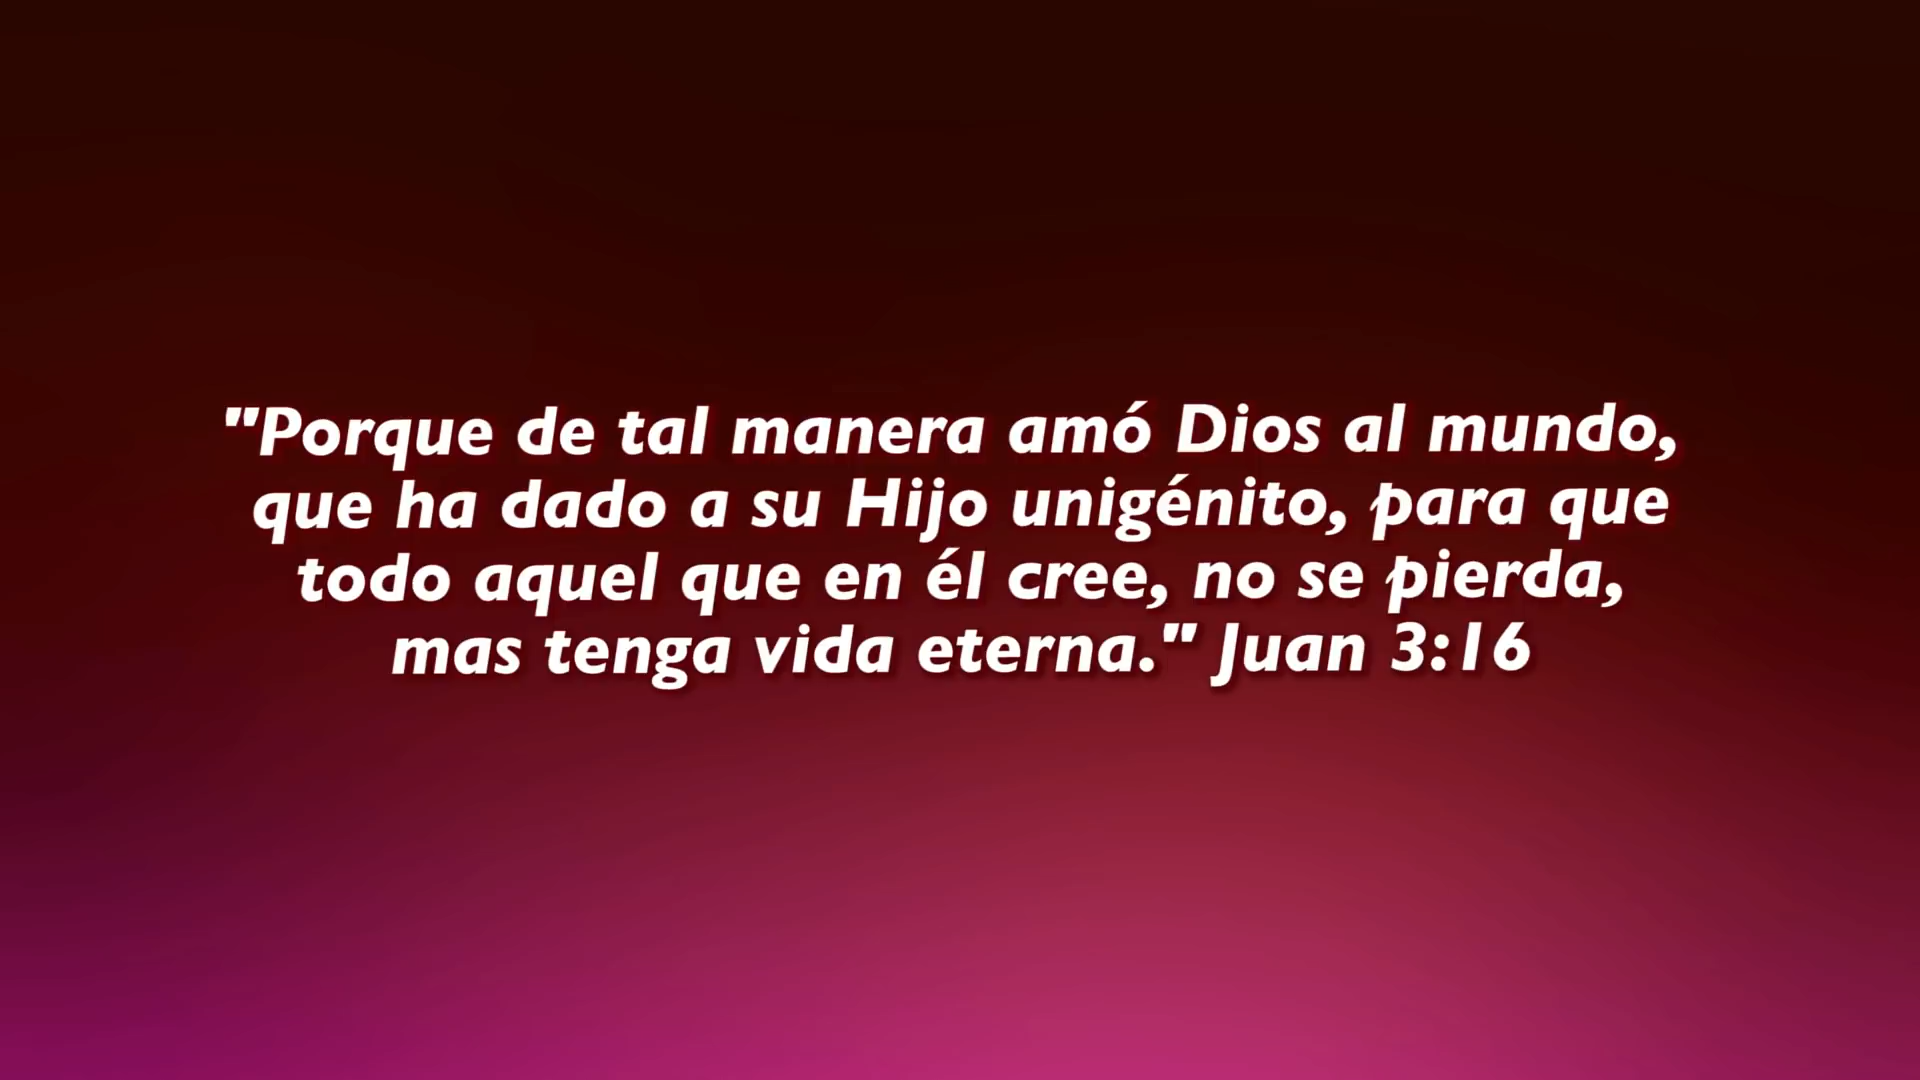 "Porque de tal manera amó Dios al mundo,
que ha dado a su Hijo unigénito, para que
todo aquel que en él cree, no se pierda,
mas tenga vida eterna." Juan 3:16